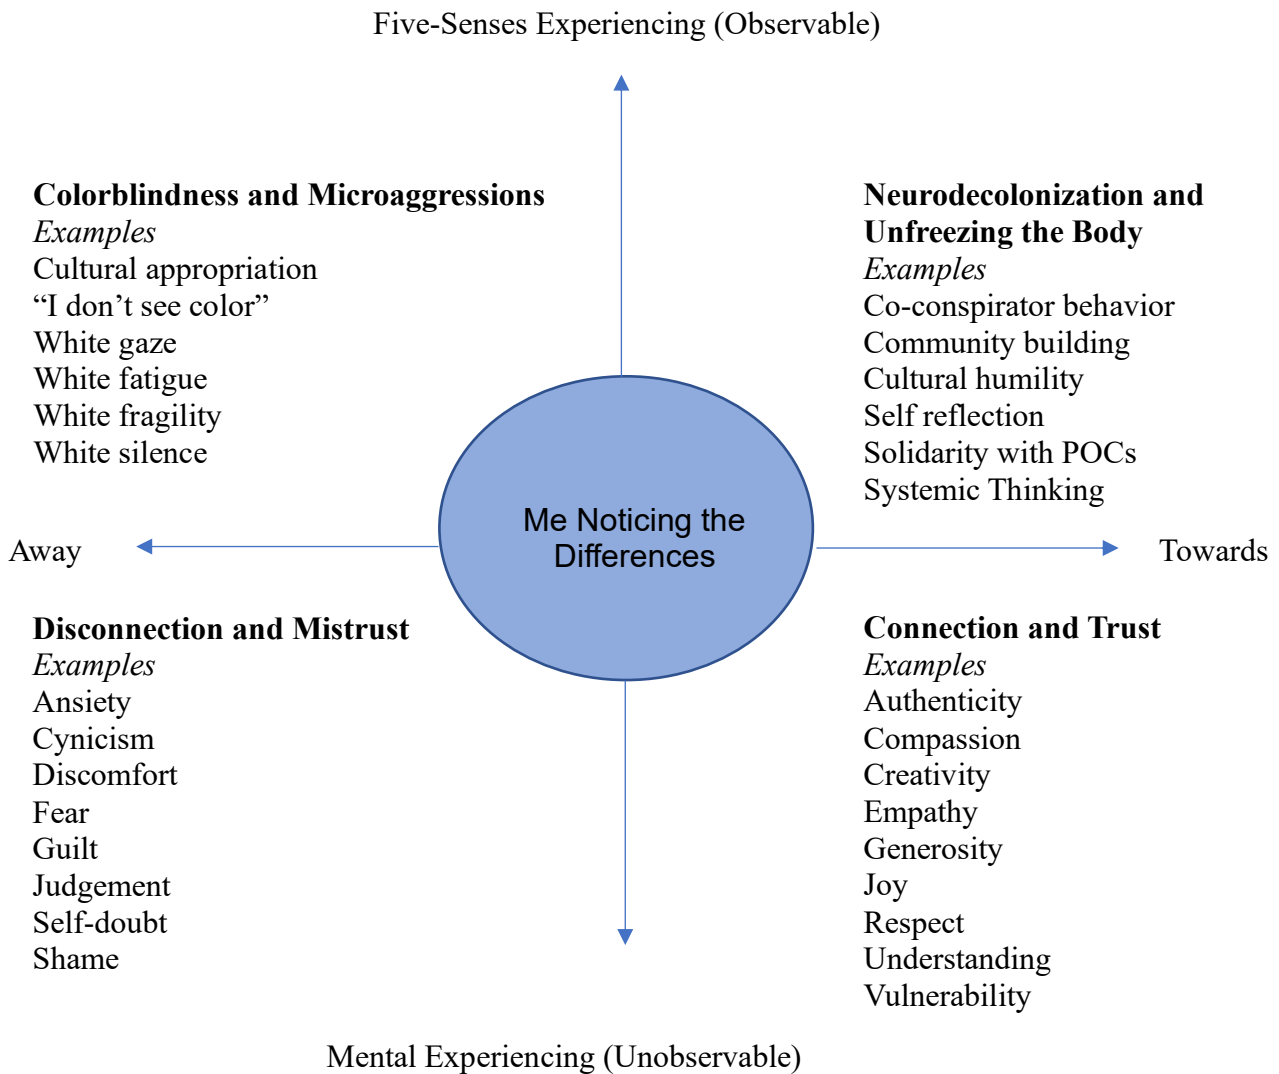 Five-Senses Experiencing (Observable)
Colorblindness and Microaggressions
Examples
Cultural appropriation
“I don’t see color”
White gaze
White fatigue
White fragility
White silence
Neurodecolonization and
Unfreezing the Body
Examples
Co-conspirator behavior
Community building
Cultural humility
Self reflection
Solidarity with POCs
Systemic Thinking
Me Noticing the
Differences
Away
Towards
Disconnection and Mistrust
Examples
Ansiety
Cynicism
Discomfort
Fear
Guilt
Judgement
Self-doubt
Shame
Connection and Trust
Examples
Authenticity
Compassion
Creativity
Empathy
Generosity
Joy
Respect
Understanding
Vulnerability
Mental Experiencing (Unobservable)